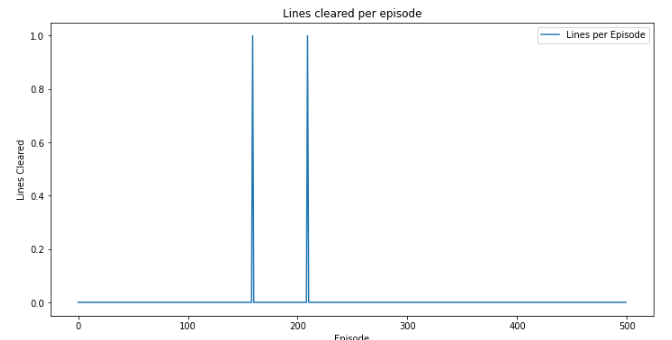 Lines cleared per episode
Lines per Episode
Lines Cleared
1.0
0.8
0.6
0.4
0.2
0.0
0 100 200 300 400 500
Episode